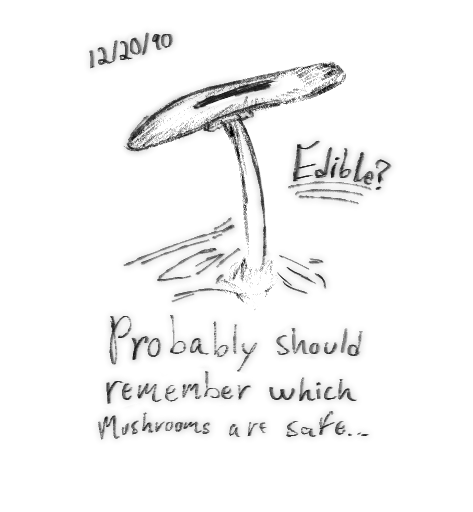 12/20/90
Edible?
Probably should
remember which
Mushrooms are safe...